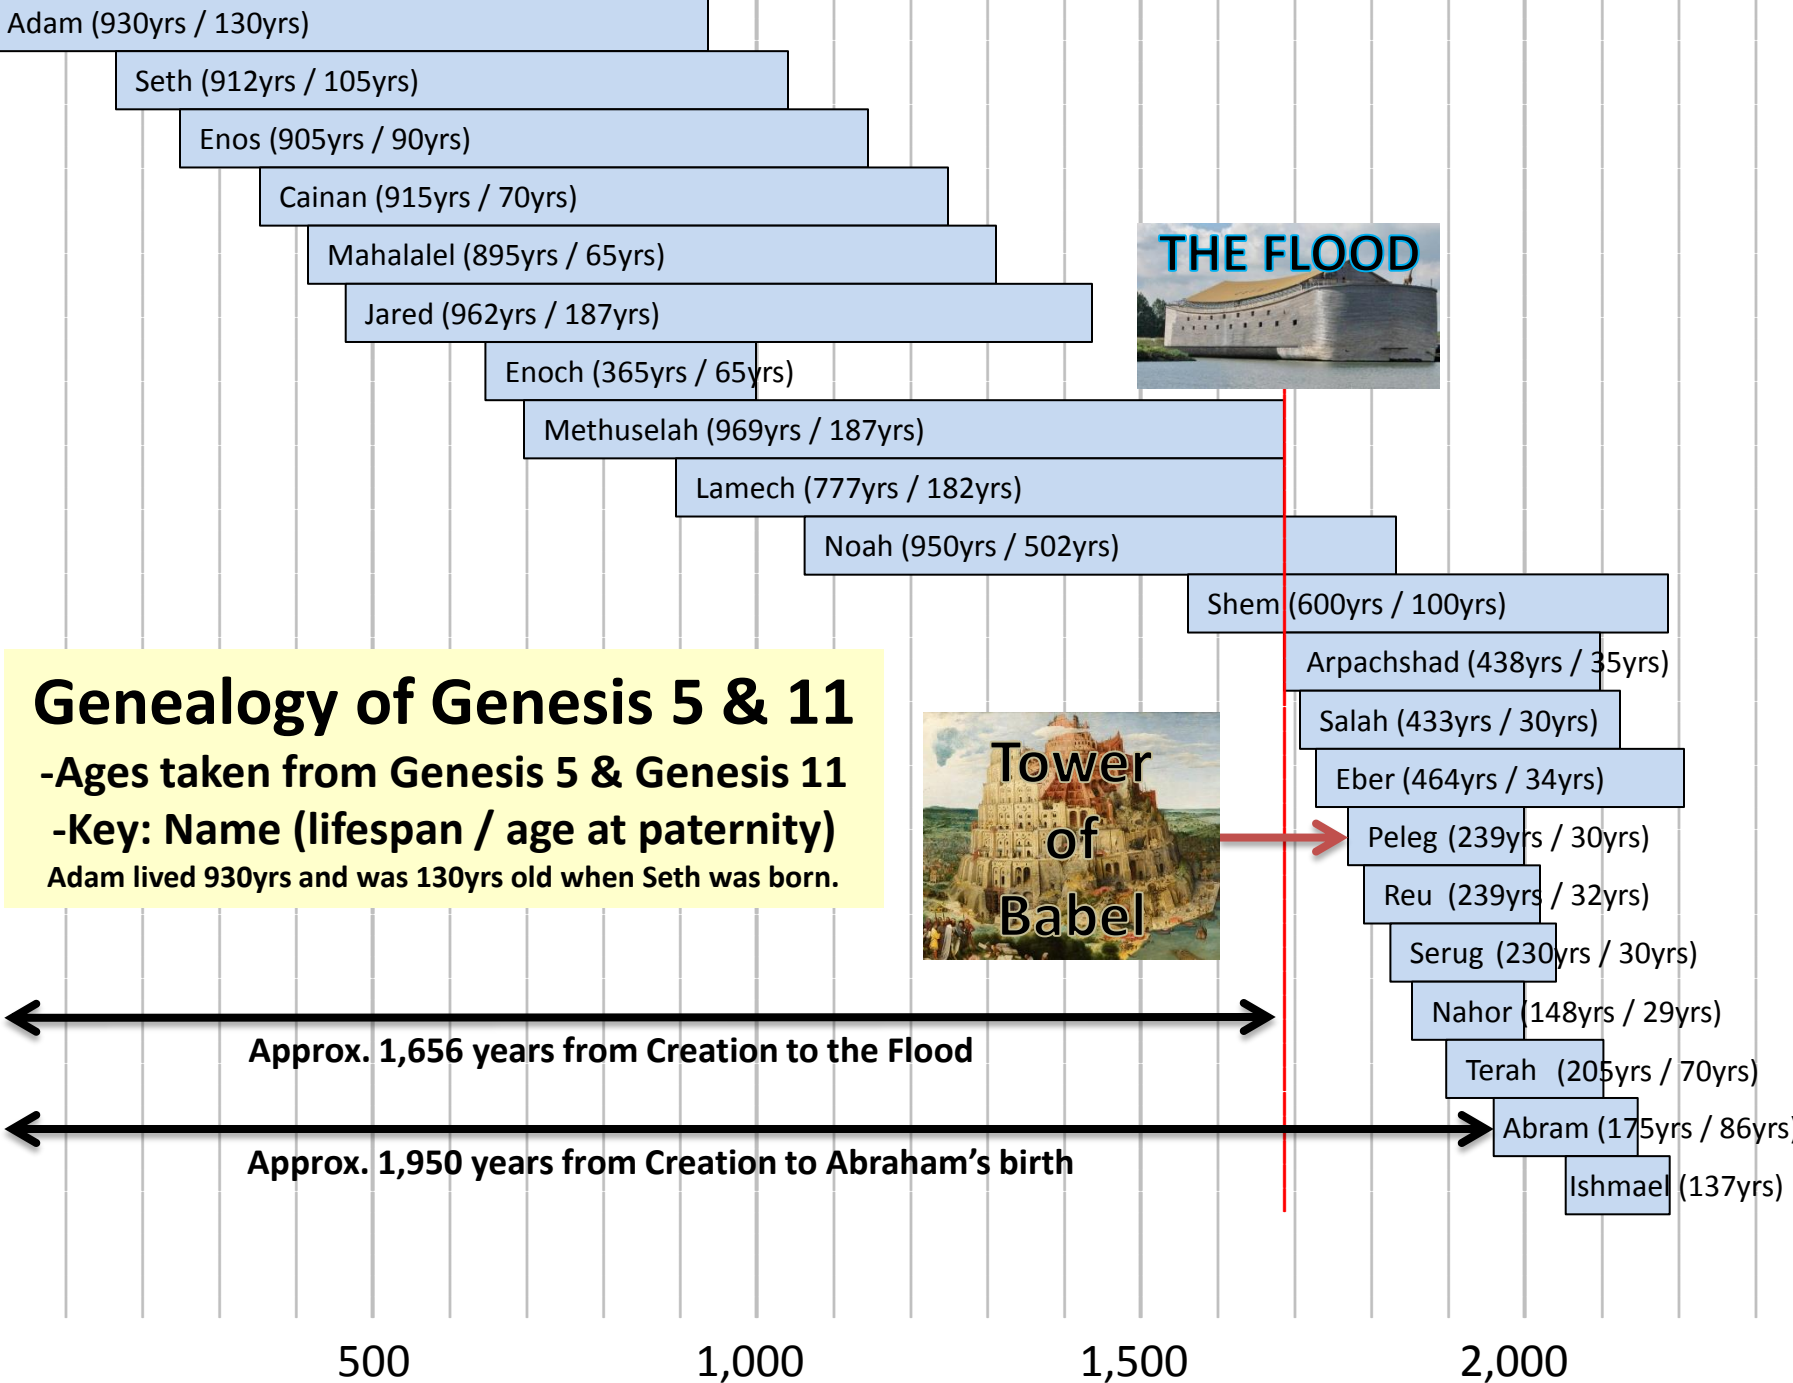 Adam (930yrs / 130yrs)
Seth (912yrs / 105yrs)
Enos (905yrs / 90yrs)
Cainan (915yrs / 70yrs)
Mahalalel (895yrs / 65yrs)
Jared (962yrs / 187yrs)
Enoch (365yrs / 65yrs)
Methuselah (969yrs / 187yrs)
Lamech (777yrs / 182yrs)
Noah (950yrs / 502yrs)
Shem (600yrs / 100yrs)
Arpachshad (438yrs / 35yrs)
Salah (433yrs / 30yrs)
Eber (464yrs / 34yrs)
Peleg (239yrs / 30yrs)
Reu (239yrs / 32yrs)
Serug (230yrs / 30yrs)
Nahor (148yrs / 29yrs)
Terah (205yrs / 70yrs)
Abram (175yrs / 86yrs)
Ishmael (137yrs)
THE FLOOD
Genealogy of Genesis 5 & 11
-Ages taken from Genesis 5 & Genesis 11
-Key: Name (lifespan / age at paternity)
Adam lived 930yrs and was 130yrs old when Seth was born.
Tower
of
Babel
Approx. 1,656 years from Creation to the Flood
Approx. 1,950 years from Creation to Abraham’s birth
500 1,000 1,500 2,000